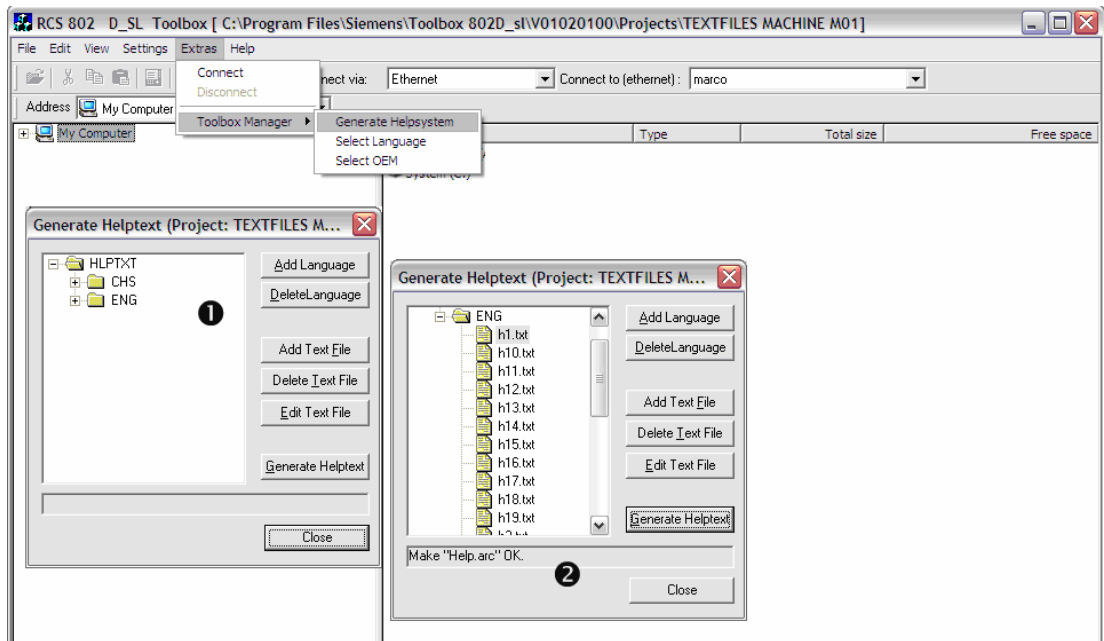 RCS 802 D_SL Toolbox [ C:\Program Files\Siemens\Toolbox 802D_sl\V01020100\Projects\TEXTFILES MACHINE M01]
File Edit View Settings Extras Help
Connect
Disconnect
Toolbox Manager
Generate Helpsystem
Select Language
Select OEM
nect via: Ethernet Connect to (ethernet) : marco
Address My Computer
My Computer
Type Total size Free space
System (C:)
Generate Helptext (Project: TEXTFILES M...
HLPTXT
CHS
ENG
Add Language
DeleteLanguage
Add Text File
Delete Text File
Edit Text File
Generate Helptext
Close
1
Generate Helptext (Project: TEXTFILES M...
ENG
h1.txt
h10.txt
h11.txt
h12.txt
h13.txt
h14.txt
h15.txt
h16.txt
h17.txt
h18.txt
h19.txt
Add Language
DeleteLanguage
Add Text File
Delete Text File
Edit Text File
Generate Helptext
Make "Help.arc" OK.
2
Close